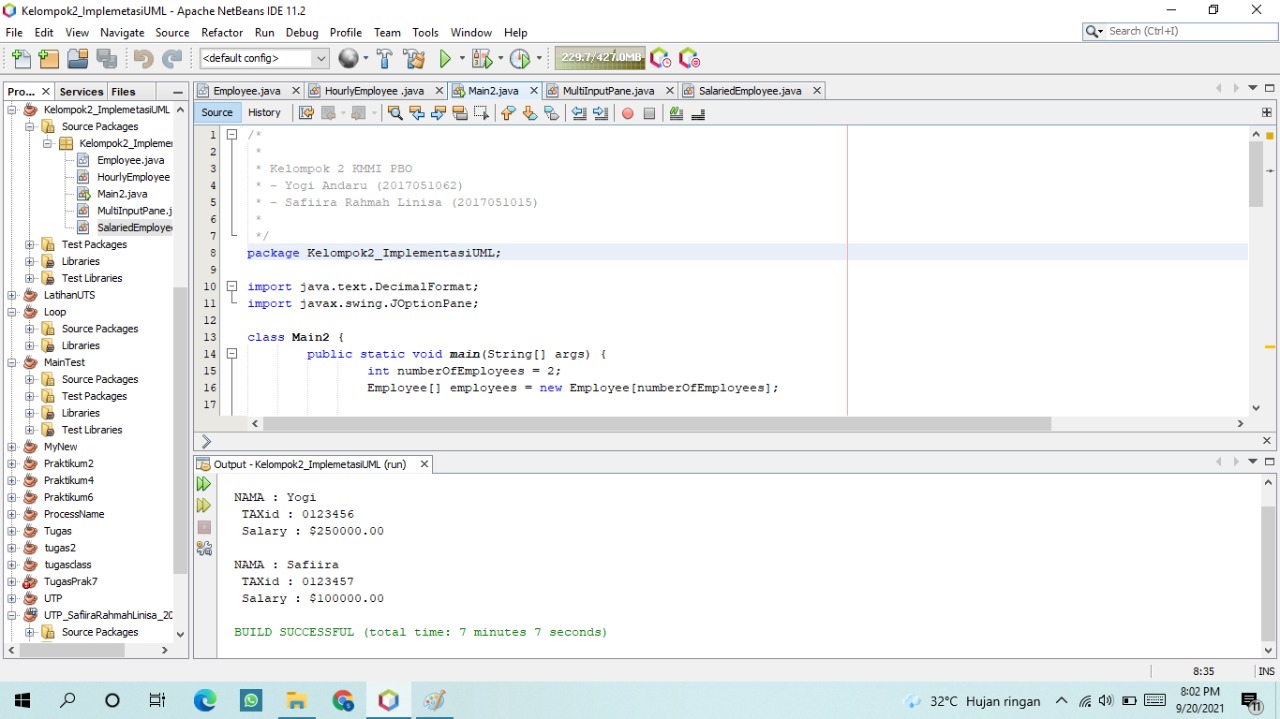 Kelompok2_ImplemetasiUML - Apache NetBeans IDE 11.2
File Edit View Navigate Source Refactor Run Debug Profile Team Tools Window Help
Search (Ctrl+I)
<default config>
229.7/427.0MB
Pro... Services Files
Kelompok2_ImplemetasiUML
Source Packages
Kelompok2_Implemer
Employee.java
HourlyEmployee
Main2.java
MultiInputPane.j
SalariedEmployee
Test Packages
Libraries
Test Libraries
LatihanUTS
Loop
Source Packages
Libraries
MainTest
Source Packages
Test Packages
Libraries
Test Libraries
MyNew
Praktikum2
Praktikum4
Praktikum6
ProcessName
Tugas
tugas2
tugasclass
TugasPrak7
UTP
UTP_SafiraRahmahLinisa_20
Source Packages
Employee.java HourlyEmployee .java Main2.java MultiInputPane.java SalariedEmployee.java
Source History
1 /*
2 *
3 * Kelompok 2 KMMI PBO
4 * - Yogi Andaru (2017051062)
5 * - Safiira Rahmah Linisa (2017051015)
6 *
7 */
8 package Kelompok2_ImplementasiUML;
9
10 import java.text.DecimalFormat;
11 import javax.swing.JOptionPane;
12
13 class Main2 {
14 public static void main(String[] args) {
15 int numberOfEmployees = 2;
16 Employee[] employees = new Employee[numberOfEmployees];
17
Output - Kelompok2_ImplemetasiUML (run)
NAMA : Yogi
TAXid : 0123456
Salary : $250000.00
NAMA : Safiira
TAXid : 0123457
Salary : $100000.00
BUILD SUCCESSFUL (total time: 7 minutes 7 seconds)
8:35 INS
32°C Hujan ringan
8:02 PM
9/20/2021
11